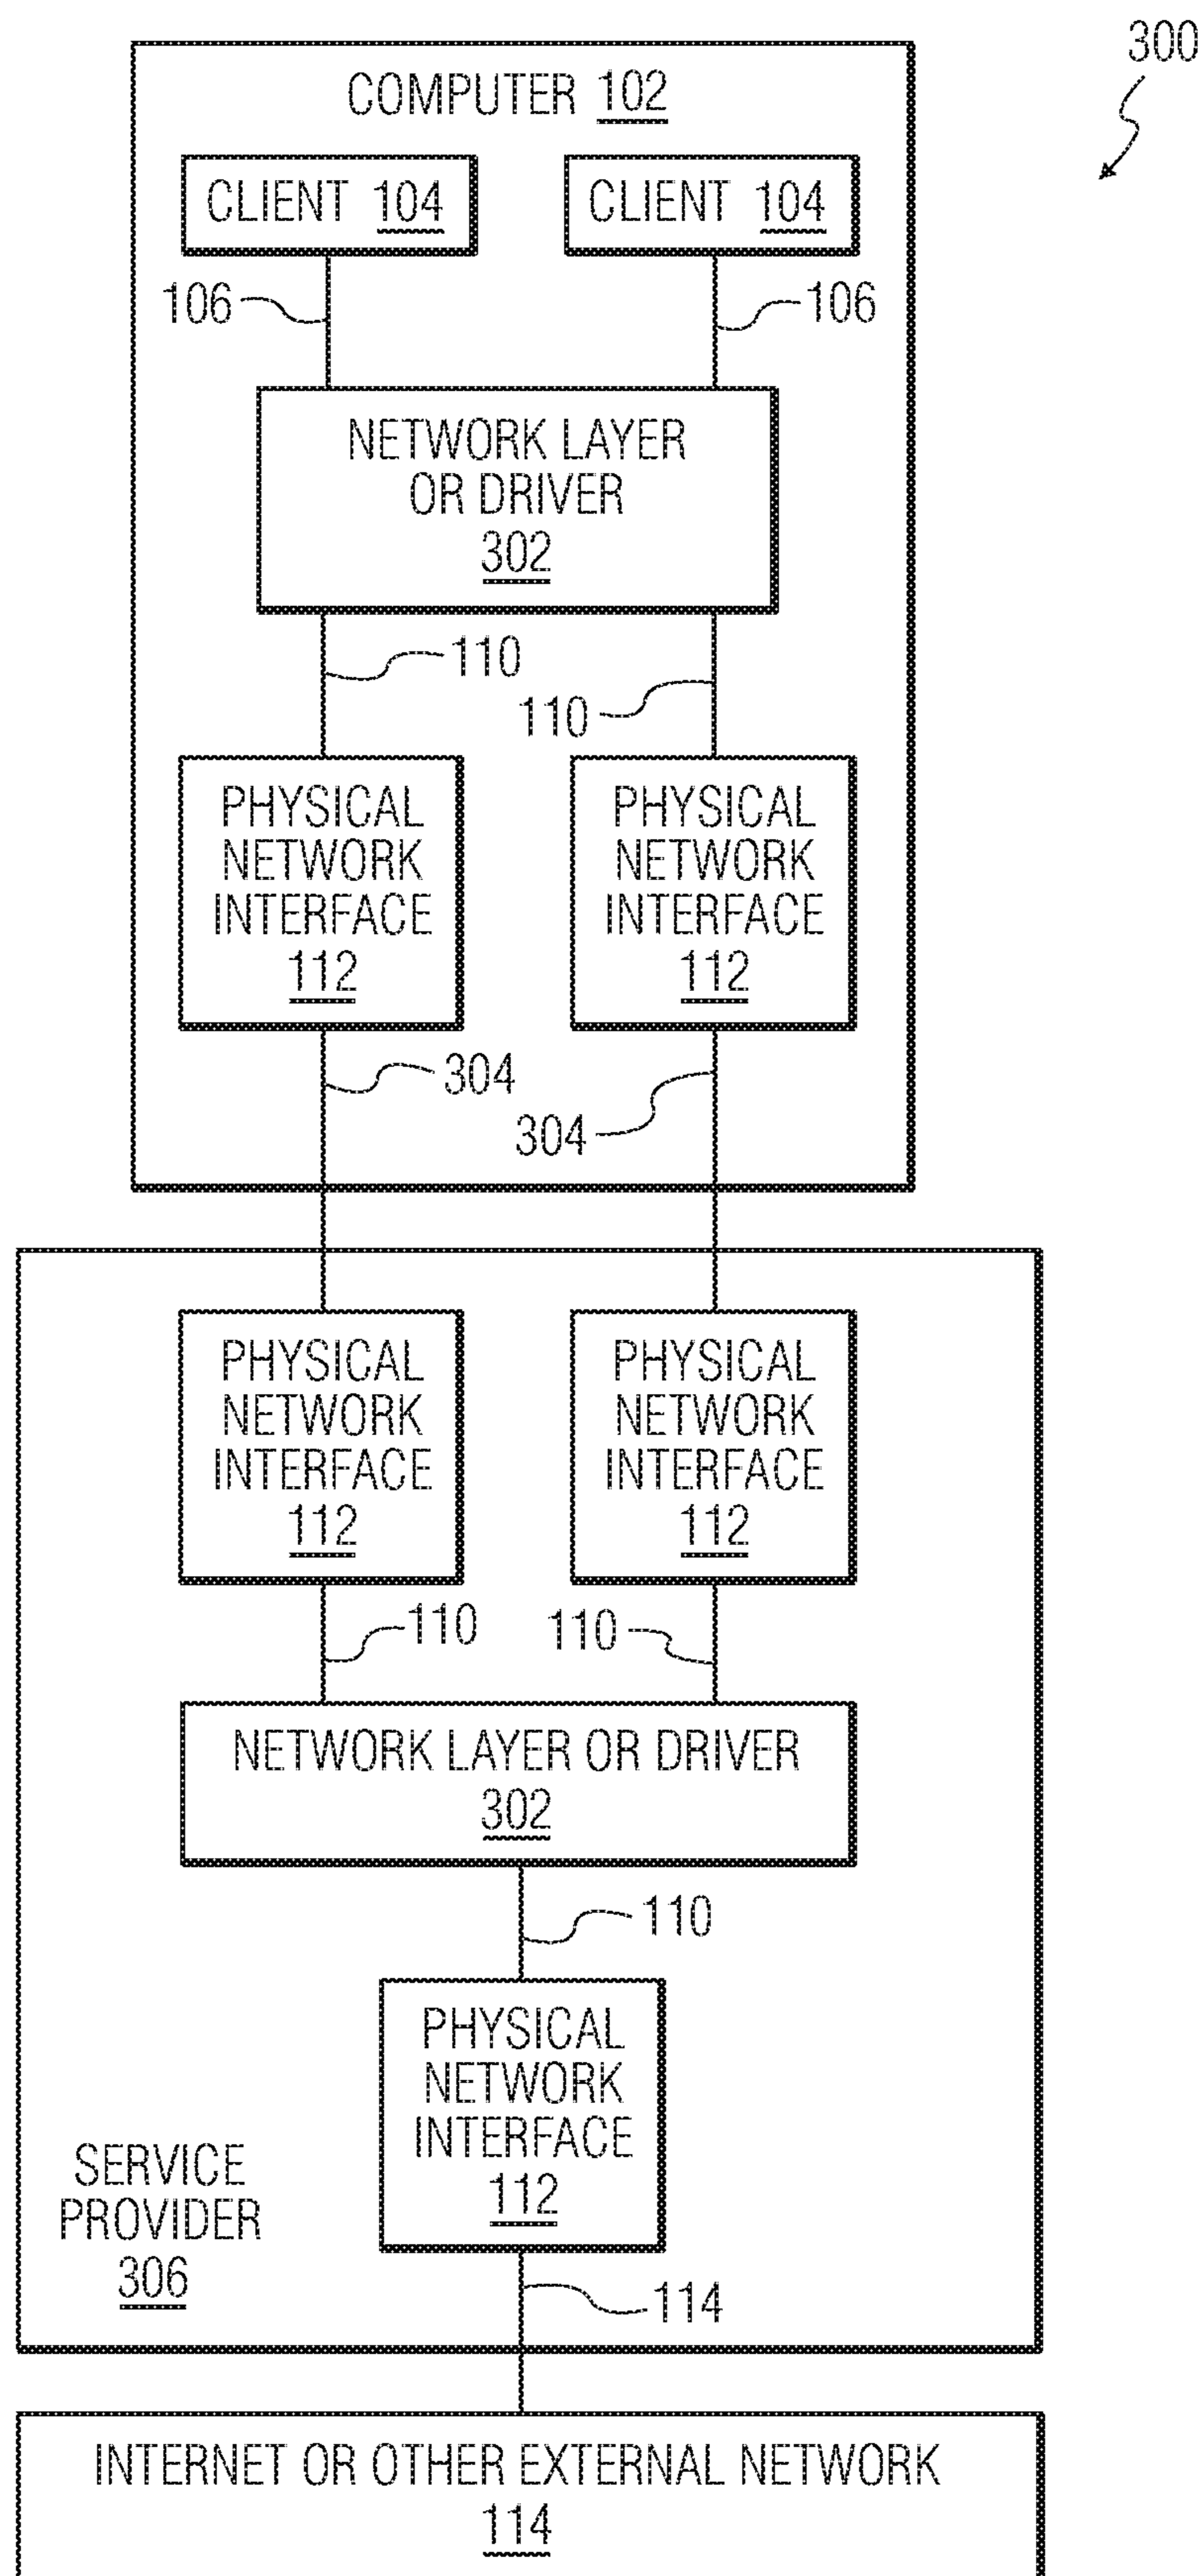 300
COMPUTER 102
CLIENT 104
CLIENT 104
106
106
NETWORK LAYER
OR DRIVER
302
110
110
PHYSICAL
NETWORK
INTERFACE
112
PHYSICAL
NETWORK
INTERFACE
112
304
304
PHYSICAL
NETWORK
INTERFACE
112
PHYSICAL
NETWORK
INTERFACE
112
110
110
NETWORK LAYER OR DRIVER
302
110
PHYSICAL
NETWORK
INTERFACE
112
SERVICE
PROVIDER
306
114
INTERNET OR OTHER EXTERNAL NETWORK
114